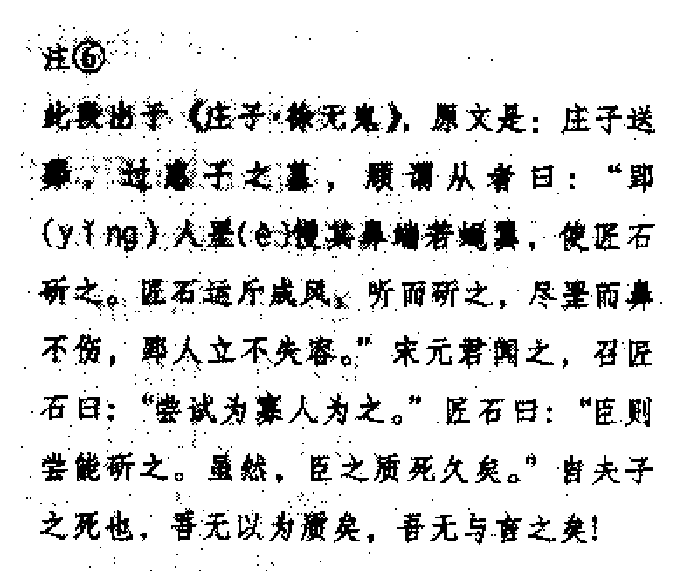 注⑥
此段出于《庄子·徐无鬼》，原文是：庄子送
葬，过惠子之墓，顾谓从者曰：“郢
(yǐng)人垩(è)慢其鼻端若蝇翼，使匠石
斫之。匠石运斤成风，听而斫之，尽垩而鼻
不伤，郢人立不失容。”宋元君闻之，召匠
石曰：“尝试为寡人为之。”匠石曰：“臣则
尝能斫之。虽然，臣之质死久矣。”自夫子
之死也，吾无以为质矣，吾无与言之矣！